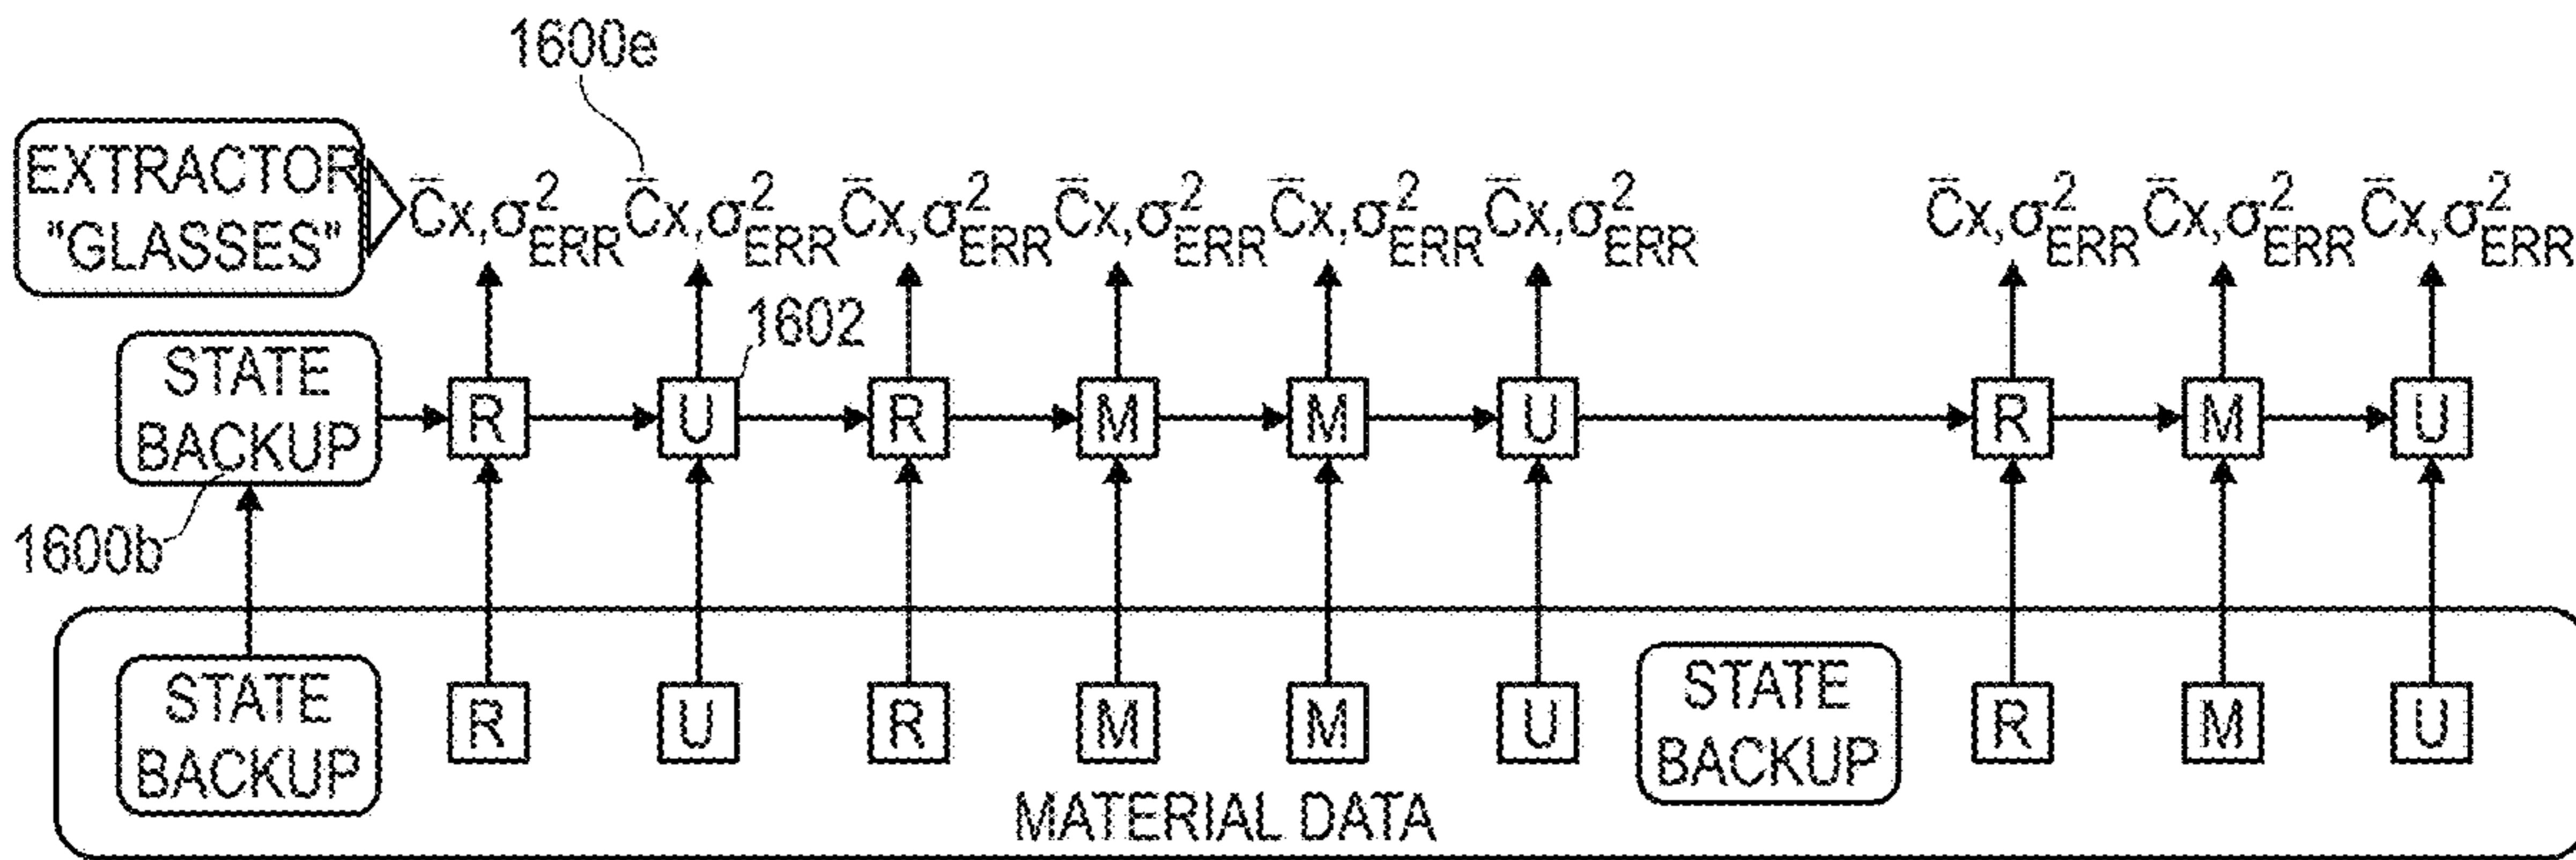 1600e
EXTRACTOR
"GLASSES"
C̄x,σ²ERR C̄x,σ²ERR C̄x,σ²ERR C̄x,σ²ERR C̄x,σ²ERR C̄x,σ²ERR C̄x,σ²ERR C̄x,σ²ERR C̄x,σ²ERR
1602
STATE
BACKUP
R U R M M U R M U
1600b
STATE
BACKUP
R U R M M U
STATE
BACKUP
R M U
MATERIAL DATA